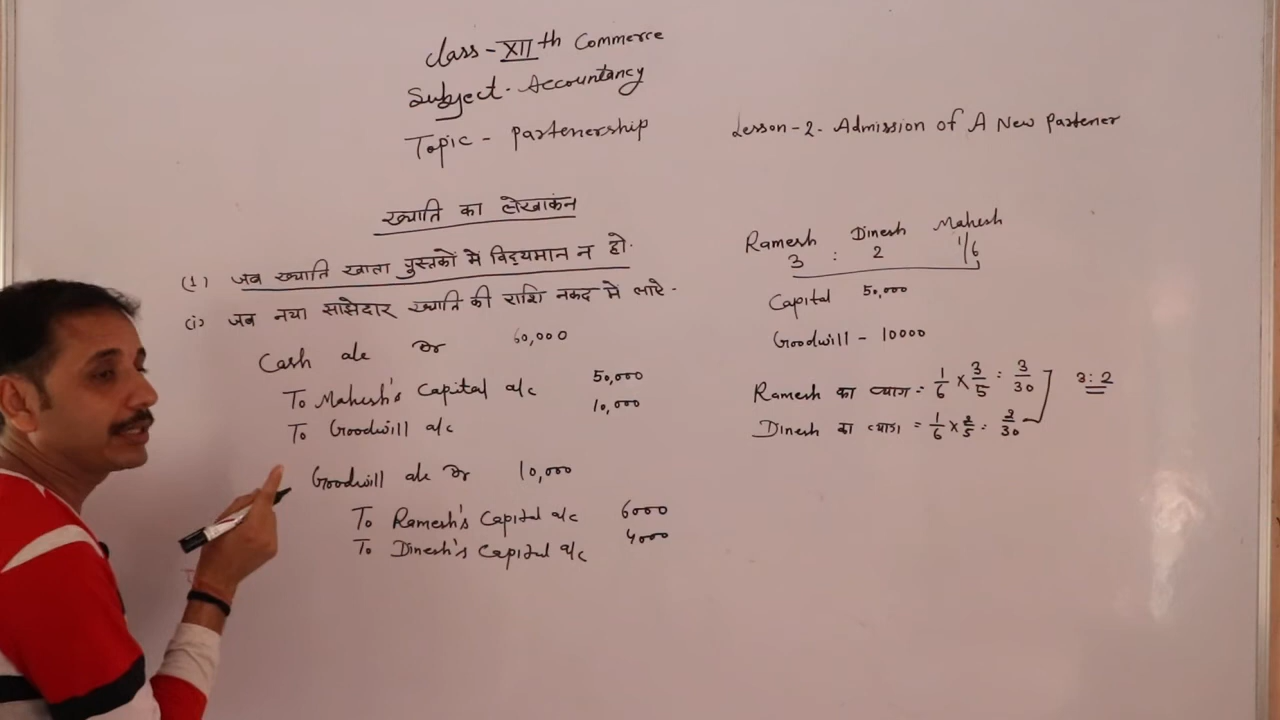 Class - XII th Commerce
Subject - Accountancy
Topic - Partenership
Lesson - 2 - Admission of A New Partener
ख्याति का लेखाकंन
(1) जब ख्याति खाता पुस्तकों में विद्यमान न हो.
(i) जब नया साझेदार ख्याति की राशि नकद में लाऐ -
Cash a/c Dr 60,000
To Mahesh's Capital a/c 50,000
To Goodwill a/c 10,000
Goodwill a/c Dr 10,000
To Ramesh's Capital a/c 6000
To Dinesh's Capital a/c 4000
Ramesh Dinesh Mahesh
3 : 2 1/6
Capital 50,000
Goodwill - 10000
Ramesh का त्याग = 1/6 × 3/5 = 3/30
3:2
Dinesh का त्याग = 1/6 × 2/5 = 2/30